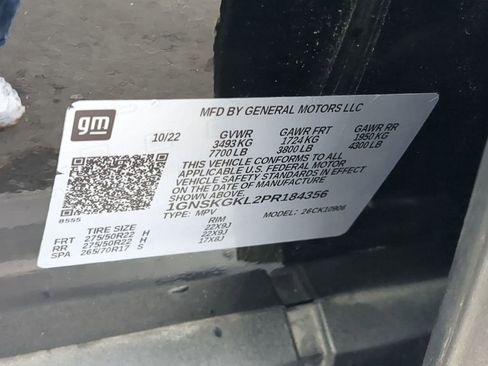 gm
MFD BY GENERAL MOTORS LLC
10/22 GVWR GAWR FRT GAWR RR
3493 KG 1724 KG 1950 KG
7700 LB 3800 LB 4300 LB
THIS VEHICLE CONFORMS TO ALL
APPLICABLE U.S. FEDERAL MOTOR
VEHICLE SAFETY STANDARDS IN
EFFECT ON THE DATE OF MANUFACTURE
SHOWN ABOVE.
1GNSKGKL2PR184356
8555
TYPE: MPV MODEL: 26CK10906
TIRE SIZE RIM
FRT 275/50R22 H 22X9J
RR 275/50R22 H 22X9J
SPA 265/70R17 S 17X8J